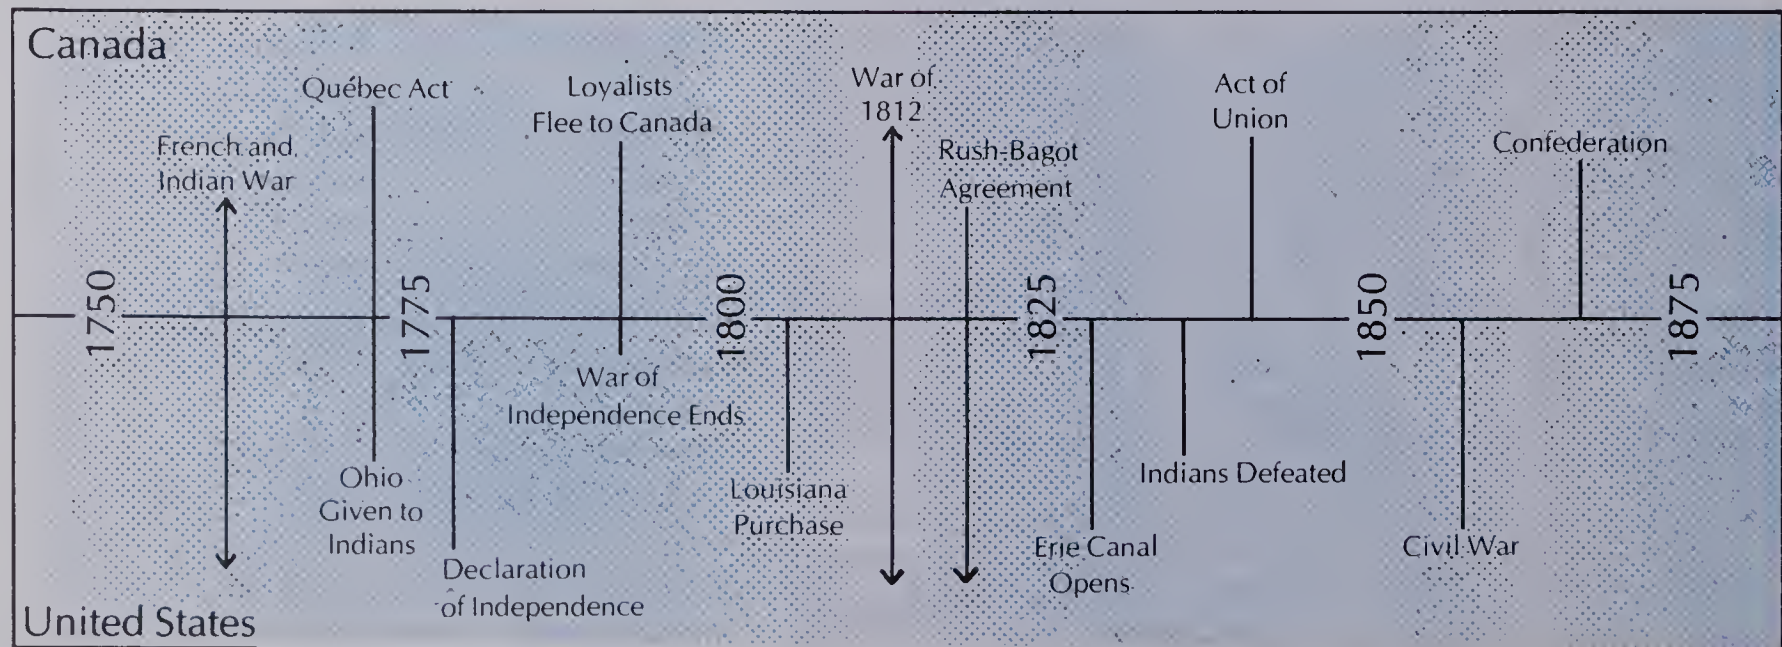 Canada
Québec Act
Loyalists
Flee to Canada
War of
1812
Act of
Union
French and
Indian War
Rush-Bagot
Agreement
Confederation
1750
1775
1800
1825
1850
1875
War of
Independence Ends
Ohio
Given to
Indians
Declaration
of Independence
Louisiana
Purchase
Erie Canal
Opens
Indians Defeated
Civil War
United States